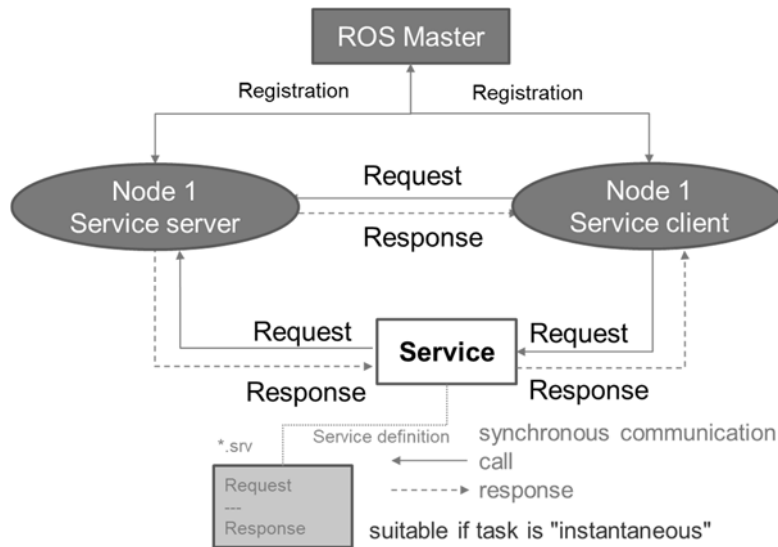 ROS Master
Registration
Registration
Node 1
Service server
Request
Response
Node 1
Service client
Request
Response
Service
Request
Response
*.srv
Service definition
Request
---
Response
synchronous communication
call
response
suitable if task is "instantaneous"